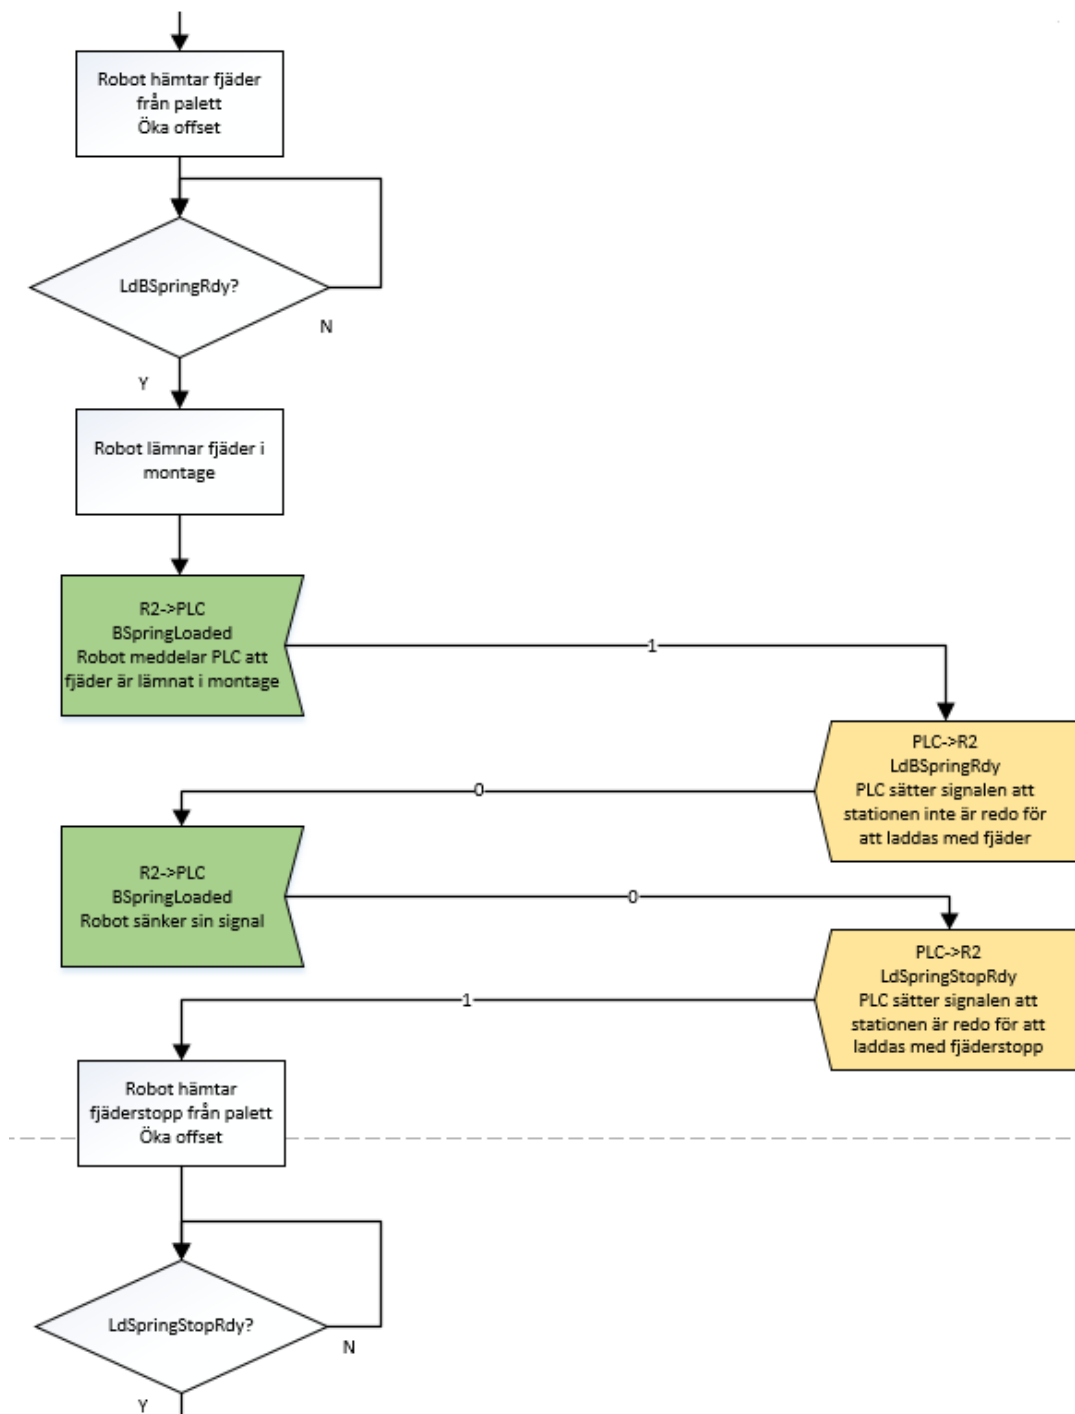 Robot hämtar fjäder
från palett
Öka offset
LdBSpringRdy?
N
Y
Robot lämnar fjäder i
montage
R2->PLC
BSpringLoaded
Robot meddelar PLC att
fjäder är lämnat i montage
1
PLC->R2
LdBSpringRdy
PLC sätter signalen att
stationen inte är redo för
att laddas med fjäder
0
R2->PLC
BSpringLoaded
Robot sänker sin signal
0
PLC->R2
LdSpringStopRdy
PLC sätter signalen att
stationen är redo för att
laddas med fjäderstopp
1
Robot hämtar
fjäderstopp från palett
Öka offset
LdSpringStopRdy?
N
Y